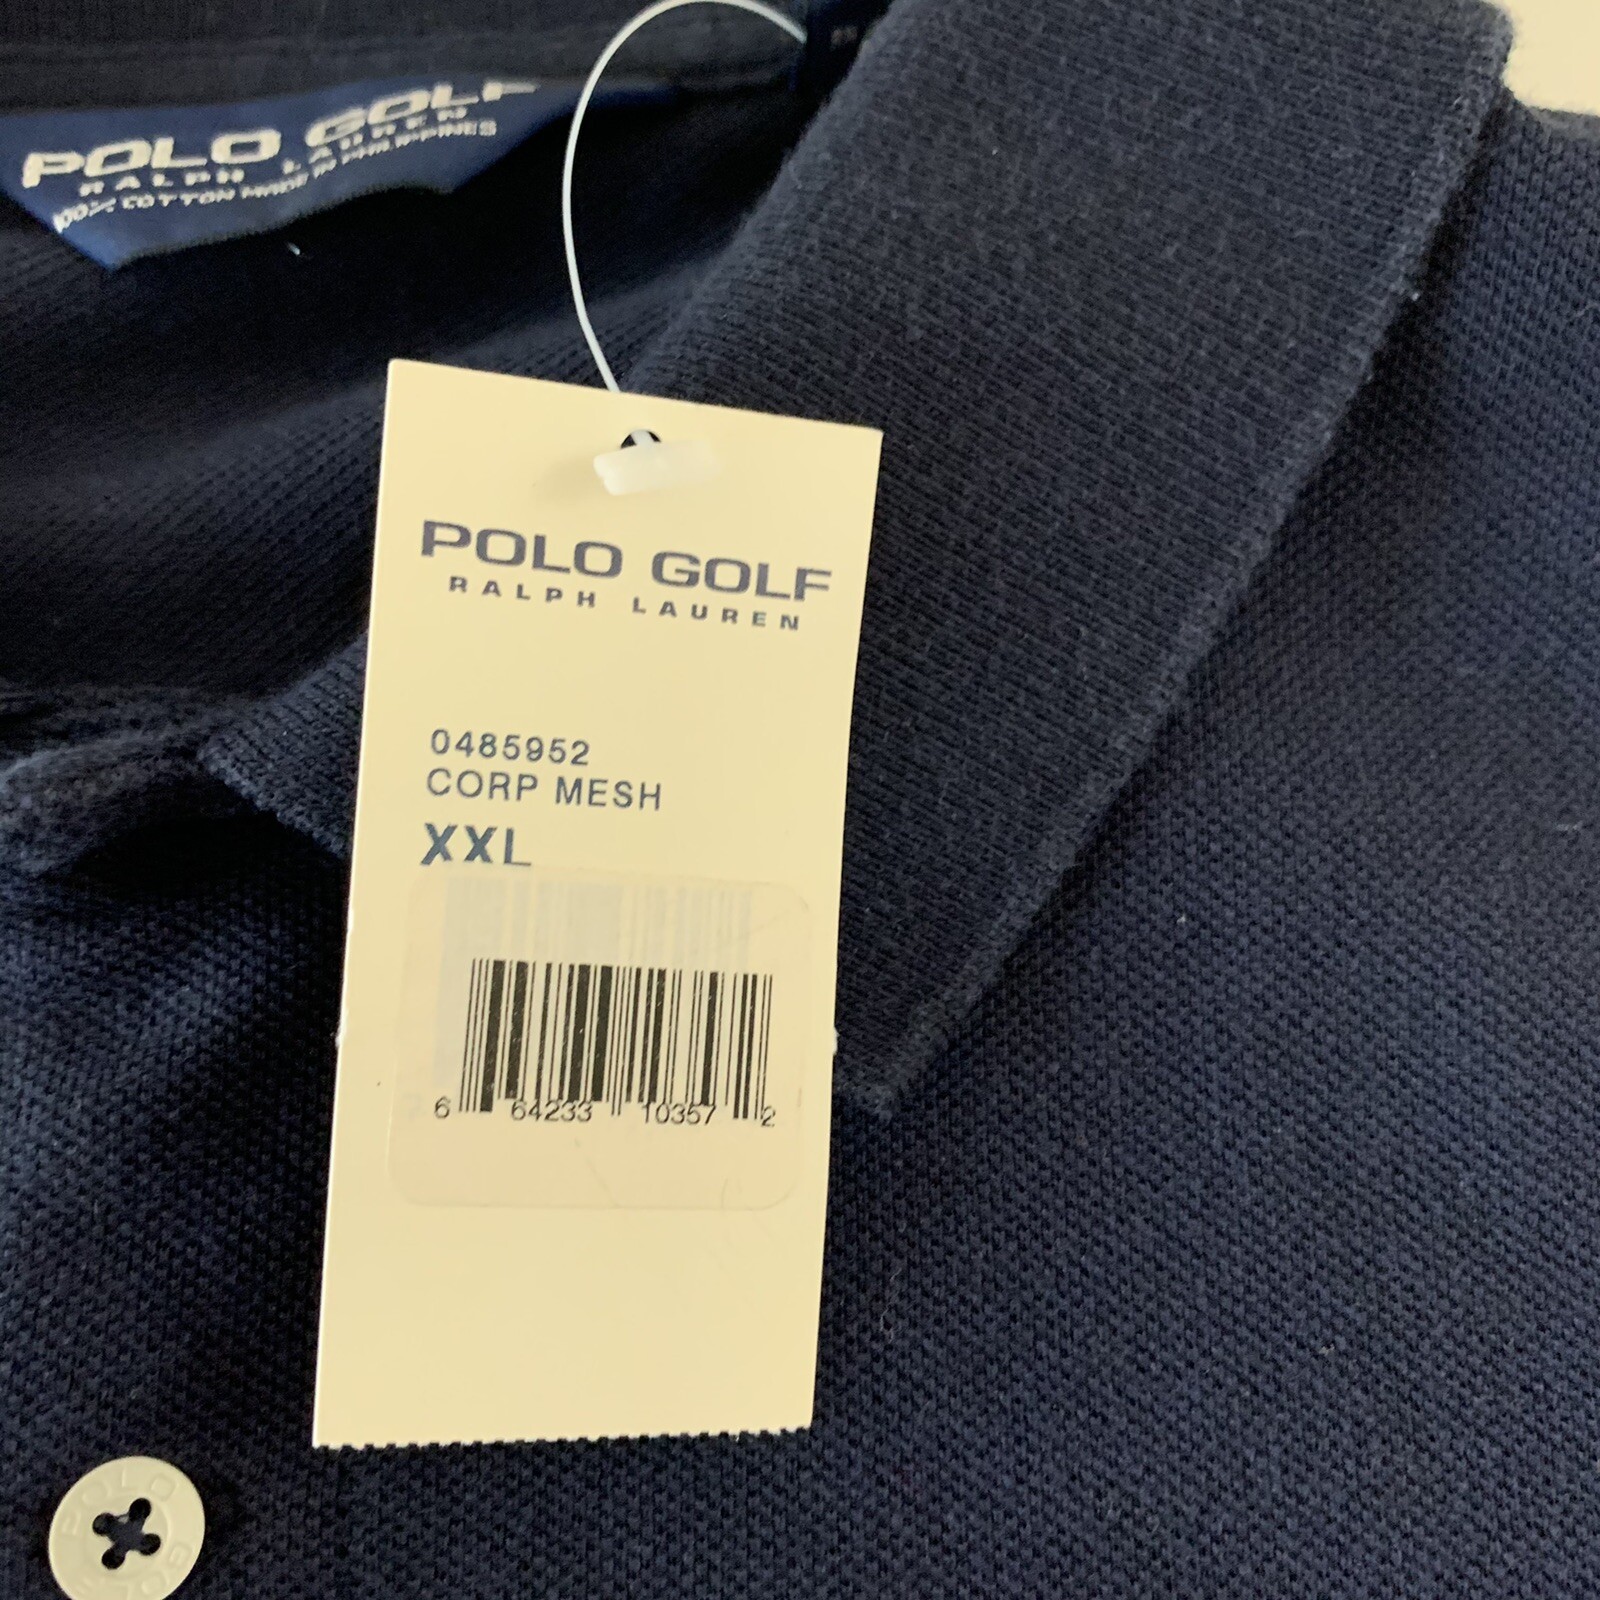 POLO GOLF
RALPH LAUREN
100% COTTON MADE IN PHILIPPINES
POLO GOLF
RALPH LAUREN
0485952
CORP MESH
XXL
6 64233 10357 2
POLO GOLF